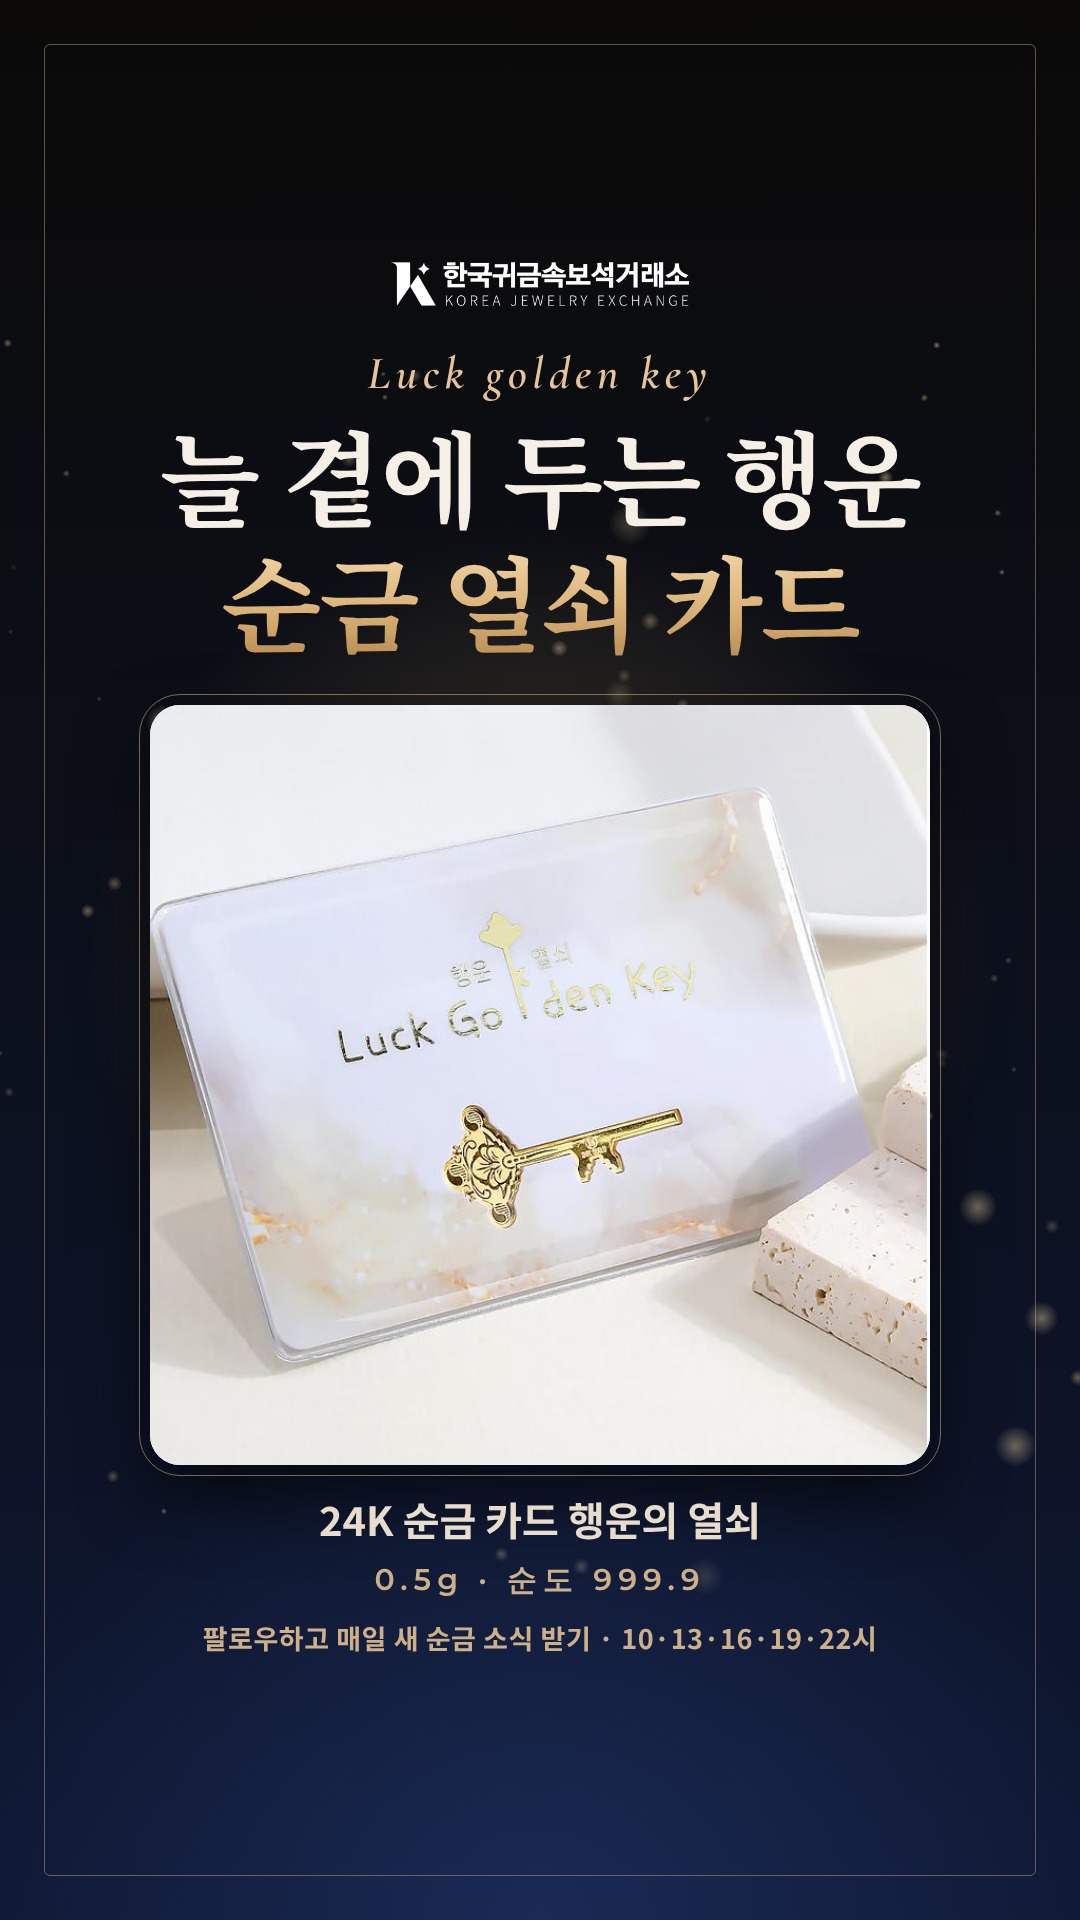 한국귀금속보석거래소
KOREA JEWELRY EXCHANGE
Luck golden key
늘 곁에 두는 행운
순금 열쇠 카드
행운 열쇠
Luck Go den Key
24K 순금 카드 행운의 열쇠
0.5g · 순도 999.9
팔로우하고 매일 새 순금 소식 받기 · 10·13·16·19·22시